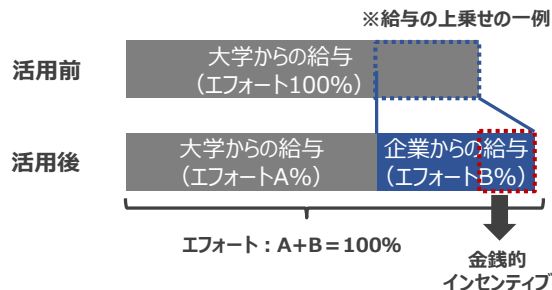 ※給与の上乗せの一例
活用前
大学からの給与
（エフォート100%）
活用後
大学からの給与
（エフォートA%）
企業からの給与
（エフォートB%）
エフォート：A+B＝100%
金銭的
インセンティブ